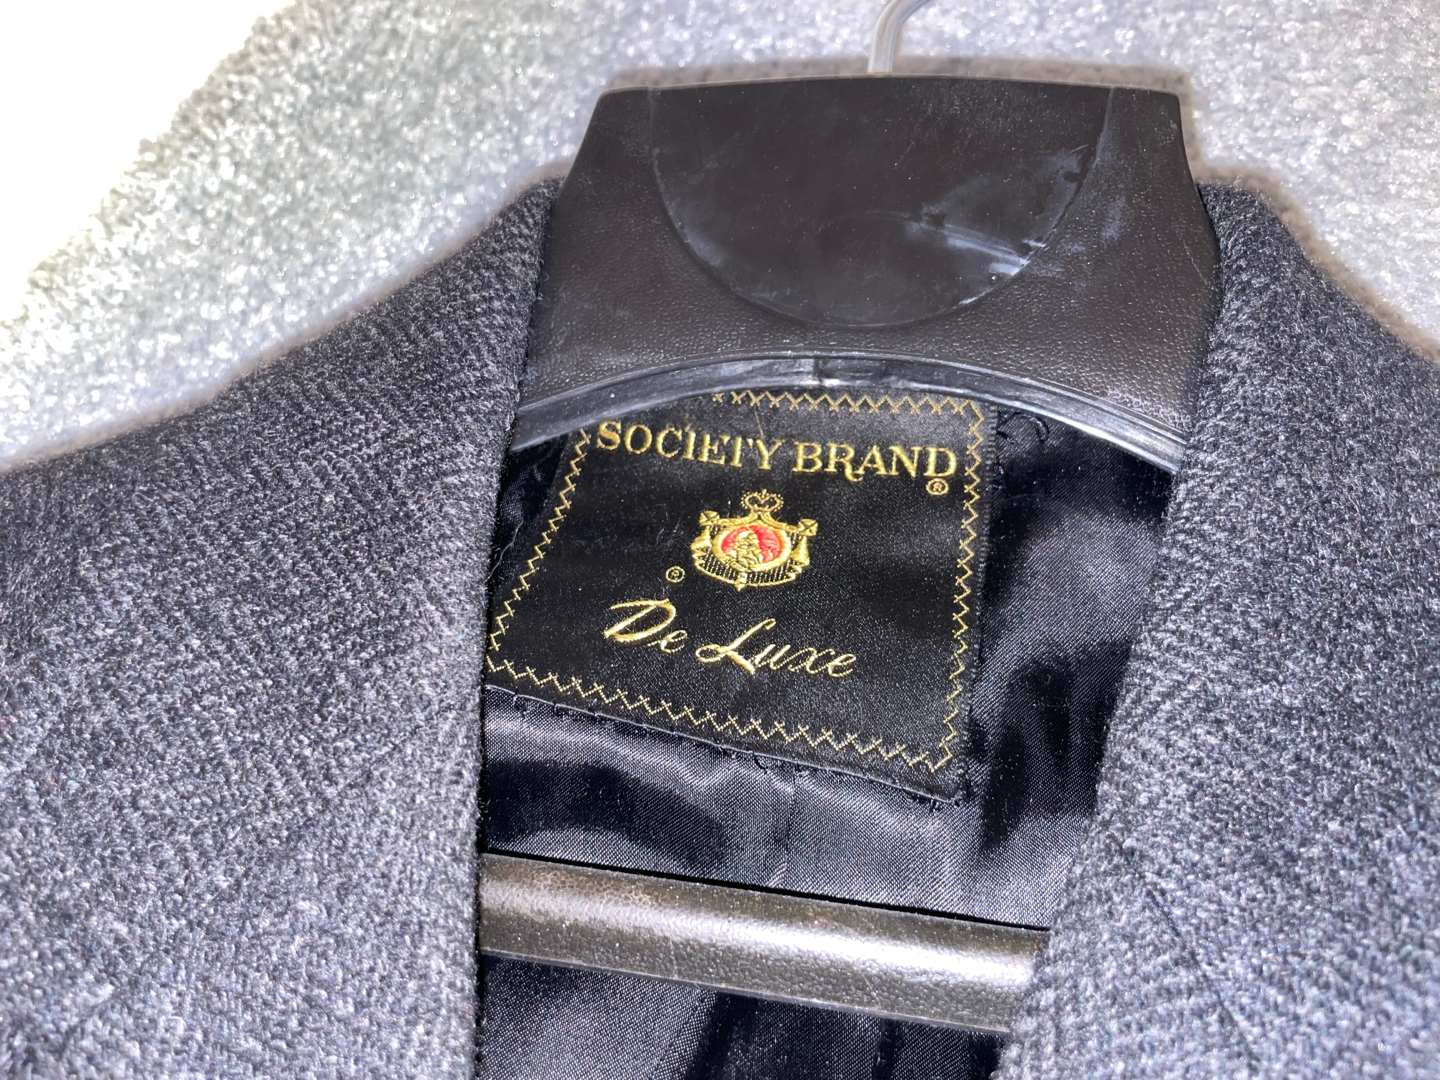 SOCIETY BRAND
®
®
De Luxe